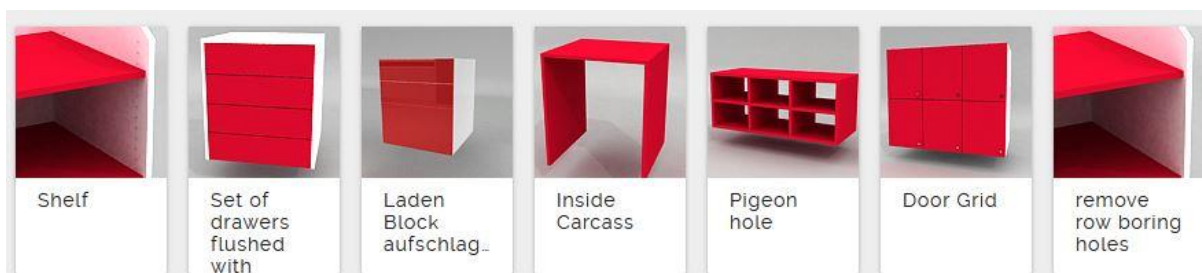 Shelf
Set of
drawers
flushed
with
Laden
Block
aufschlag…
Inside
Carcass
Pigeon
hole
Door Grid
remove
row boring
holes